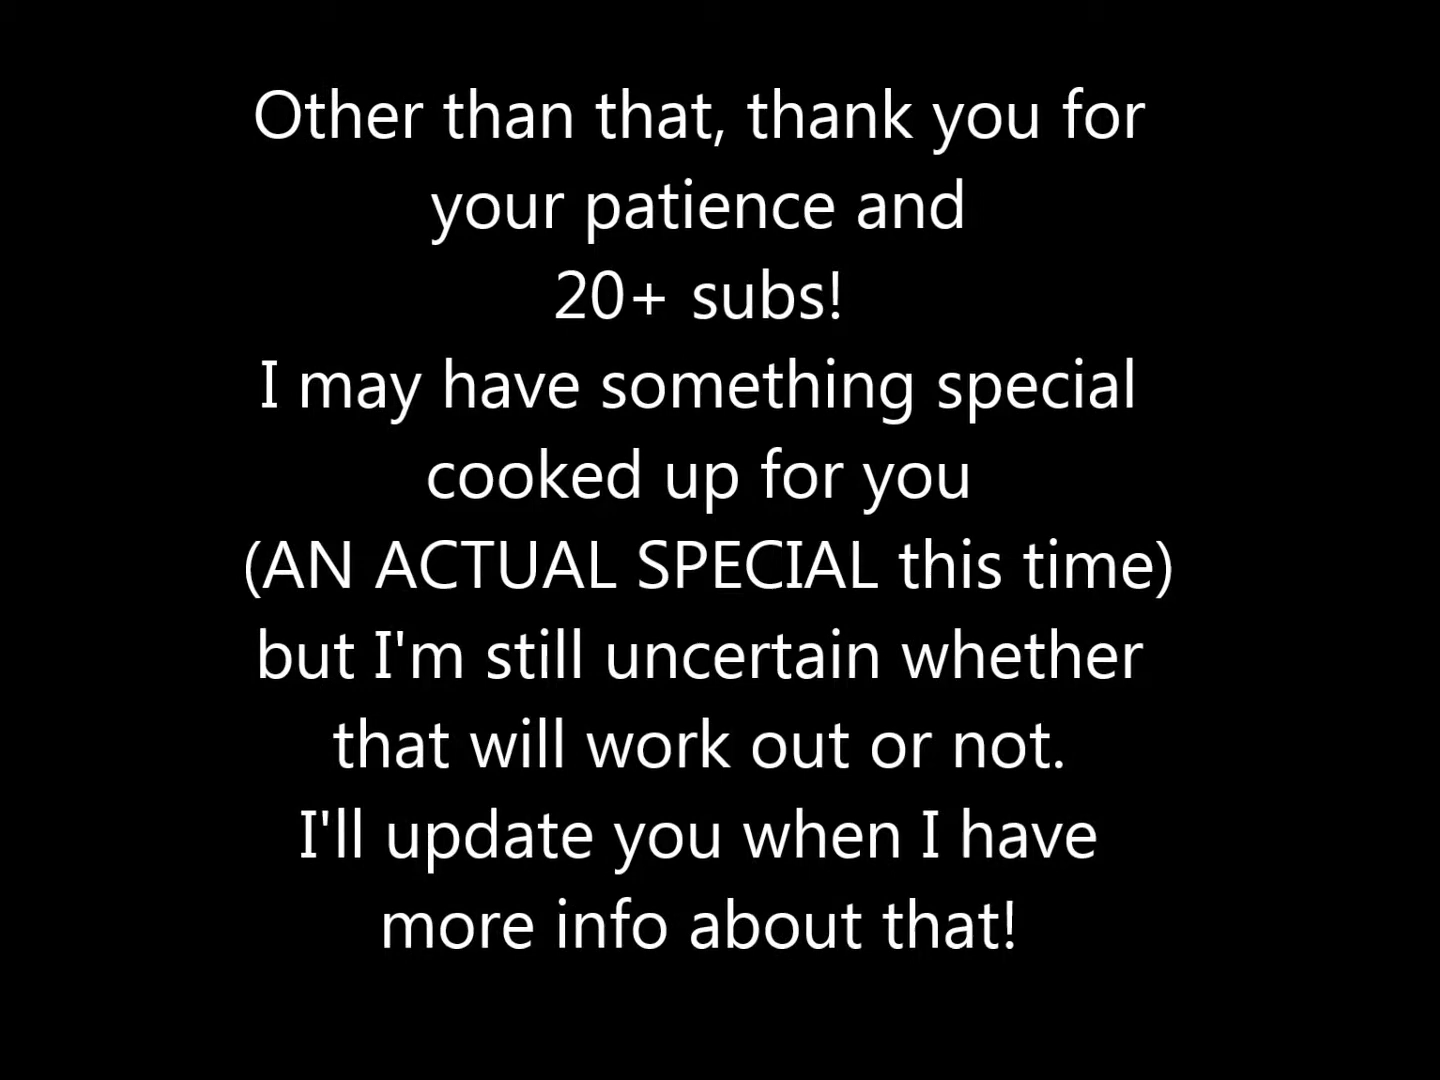 Other than that, thank you for
your patience and
20+ subs!
I may have something special
cooked up for you
(AN ACTUAL SPECIAL this time)
but I'm still uncertain whether
that will work out or not.
I'll update you when I have
more info about that!